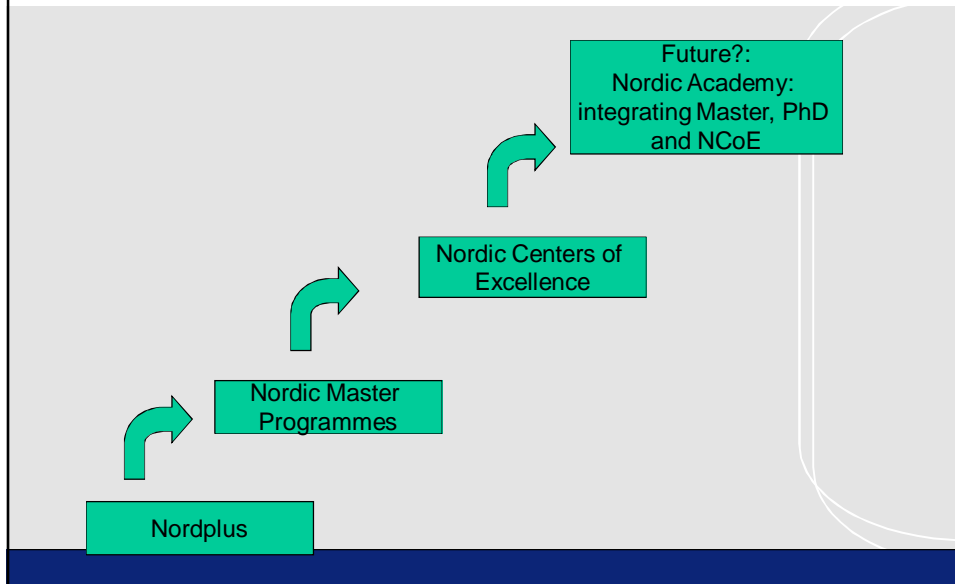 Future?:
Nordic Academy:
integrating Master, PhD
and NCoE
Nordic Centers of
Excellence
Nordic Master
Programmes
Nordplus